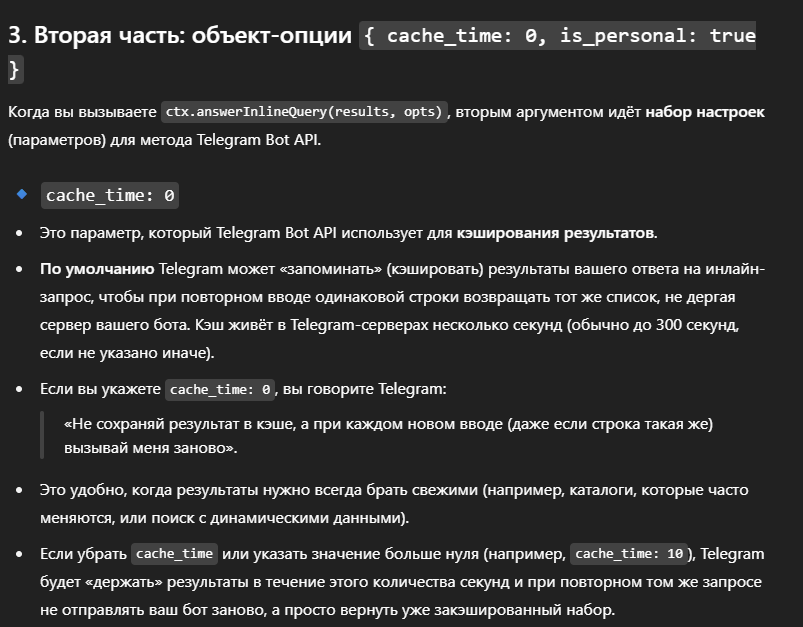 3. Вторая часть: объект-опции { cache_time: 0, is_personal: true
}
Когда вы вызываете ctx.answerInlineQuery(results, opts), вторым аргументом идёт набор настроек
(параметров) для метода Telegram Bot API.
cache_time: 0
Это параметр, который Telegram Bot API использует для кэширования результатов.
По умолчанию Telegram может «запоминать» (кэшировать) результаты вашего ответа на инлайн-
запрос, чтобы при повторном вводе одинаковой строки возвращать тот же список, не дергая
сервер вашего бота. Кэш живёт в Telegram-серверах несколько секунд (обычно до 300 секунд,
если не указано иначе).
Если вы укажете cache_time: 0, вы говорите Telegram:
«Не сохраняй результат в кэше, а при каждом новом вводе (даже если строка такая же)
вызывай меня заново».
Это удобно, когда результаты нужно всегда брать свежими (например, каталоги, которые часто
меняются, или поиск с динамическими данными).
Если убрать cache_time или указать значение больше нуля (например, cache_time: 10), Telegram
будет «держать» результаты в течение этого количества секунд и при повторном том же запросе
не отправлять ваш бот заново, а просто вернуть уже закэшированный набор.